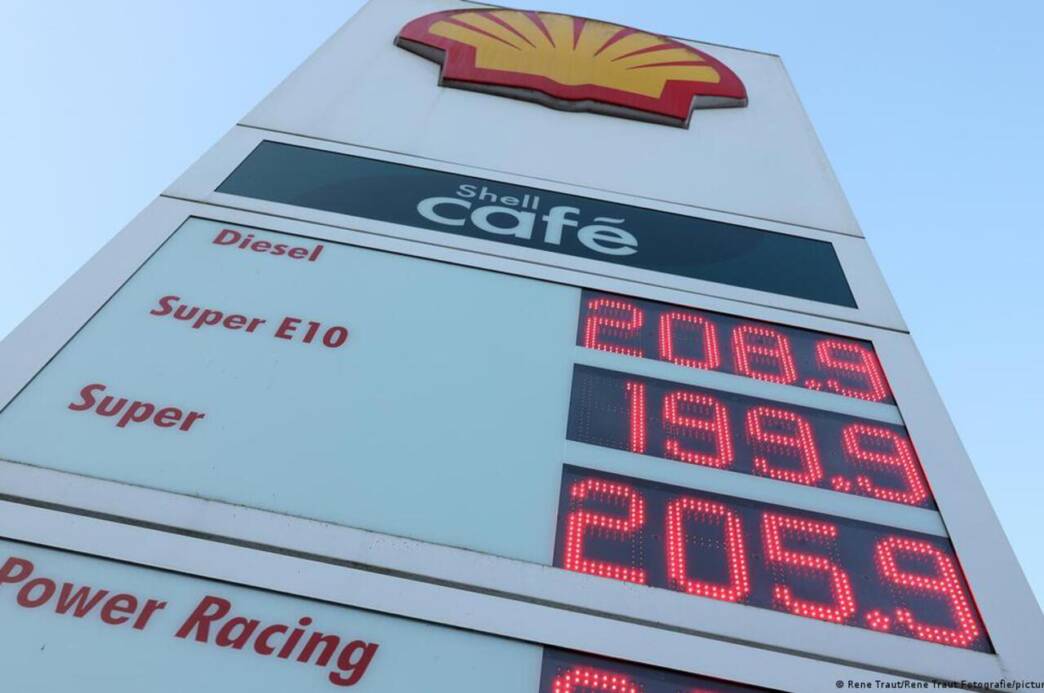 Shell
café
Diesel 208,9
Super E10 199,9
Super 205,9
Power Racing
© Rene Traut/Rene Traut Fotografie/pictur